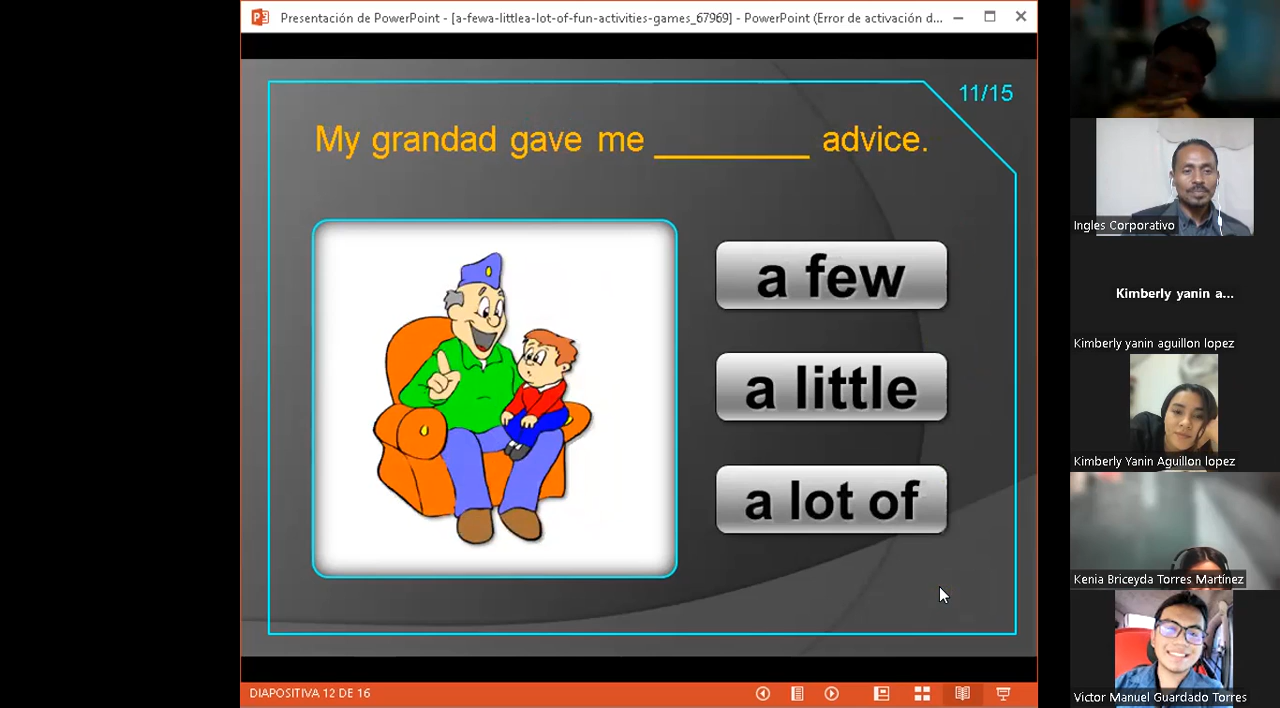 Presentación de PowerPoint - [a-fewa-littlea-lot-of-fun-activities-games_67969] - PowerPoint (Error de activación d...
11/15
My grandad gave me ________ advice.
a few
a little
a lot of
DIAPOSITIVA 12 DE 16
Ingles Corporativo
Kimberly yanin a...
Kimberly yanin aguillon lopez
Kimberly Yanin Aguillon lopez
Kenia Briceyda Torres Martínez
Victor Manuel Guardado Torres